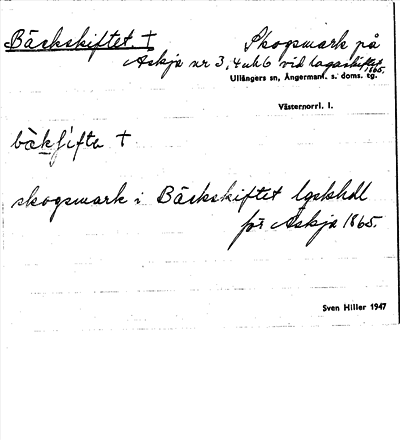 Bäckskiftet. † Skogsmark på
Askja nr 3, 4 och 6 vid lagaskiftet 1865.
Ullångers sn, Ångermanl. s. doms. tg.
Västernorrl. l.
skogsmark i Bäckskiftet lgskhdl
för Askja 1865.
Sven Hiller 1947